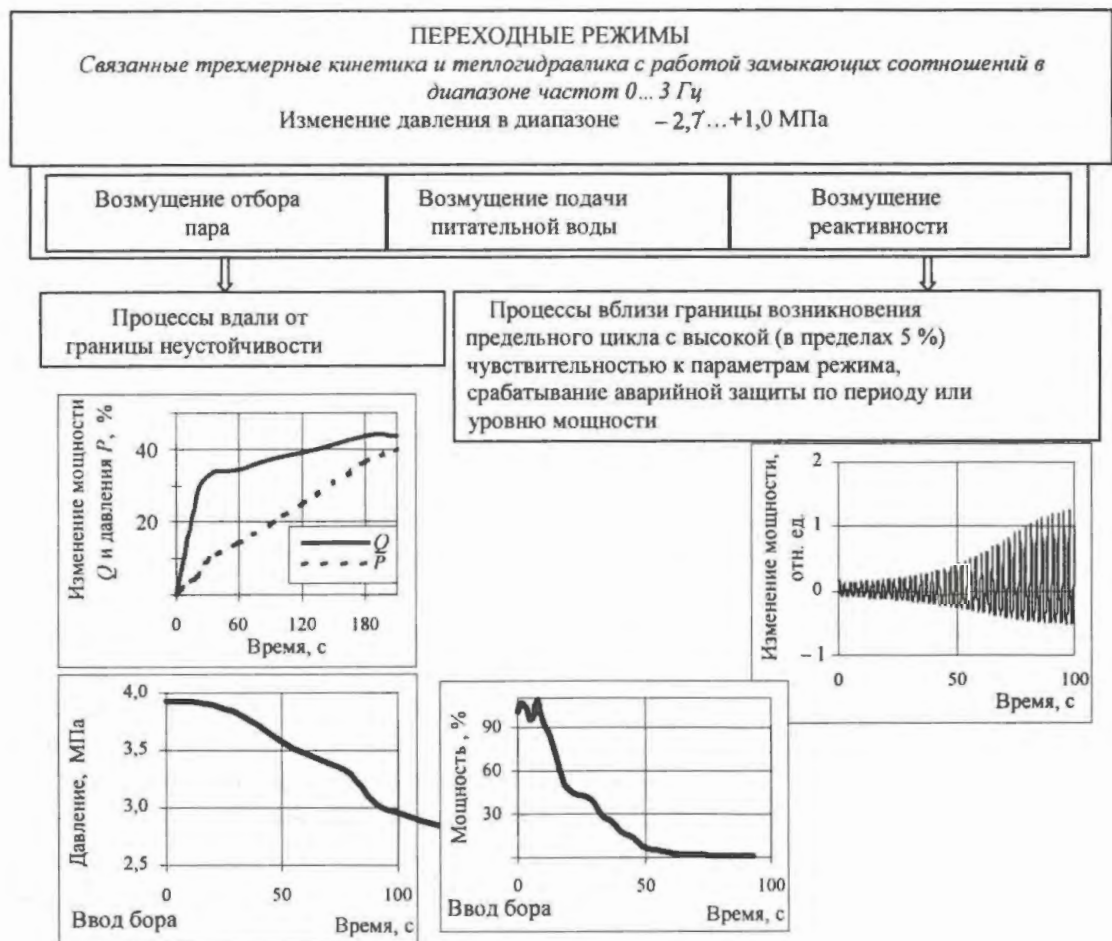 ПЕРЕХОДНЫЕ РЕЖИМЫ
Связанные трехмерные кинетика и теплогидравлика с работой замыкающих соотношений в
диапазоне частот 0... 3 Гц
Изменение давления в диапазоне – 2,7...+1,0 МПа
Возмущение отбора
пара
Возмущение подачи
питательной воды
Возмущение
реактивности
Процессы вдали от
границы неустойчивости
Процессы вблизи границы возникновения
предельного цикла с высокой (в пределах 5 %)
чувствительностью к параметрам режима,
срабатывание аварийной защиты по периоду или
уровню мощности
Изменение мощности
Q и давления P, %
40
20
Q
P
0 60 120 180
Время, с
Изменение мощности,
отн. ед.
2
1
0
– 1
0 50 100
Время, с
Давление, МПа
4,0
3,5
3,0
2,5
0 50 100
Ввод бора Время, с
Мощность , %
90
60
30
0 50 100
Ввод бора Время, с